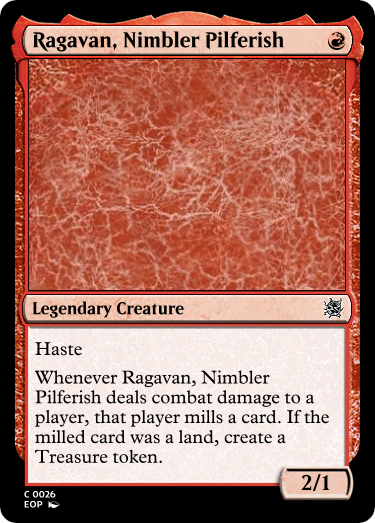 Ragavan, Nimbler Pilferish
Legendary Creature
Haste
Whenever Ragavan, Nimbler
Pilferish deals combat damage to a
player, that player mills a card. If the
milled card was a land, create a
Treasure token.
2/1
C 0026
EOP